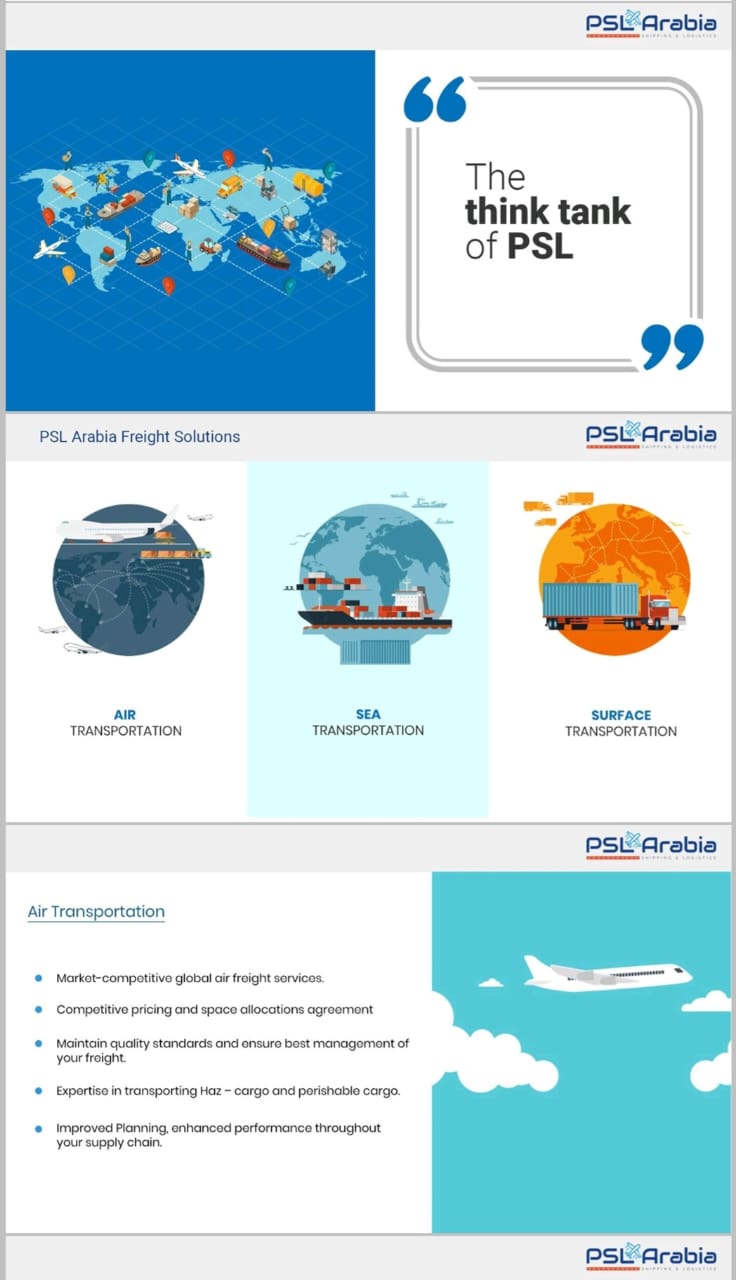 PSL Arabia
SHIPPING & LOGISTICS
The
think tank
of PSL
PSL Arabia Freight Solutions
PSL Arabia
SHIPPING & LOGISTICS
AIR
TRANSPORTATION
SEA
TRANSPORTATION
SURFACE
TRANSPORTATION
PSL Arabia
SHIPPING & LOGISTICS
Air Transportation
Market-competitive global air freight services.
Competitive pricing and space allocations agreement
Maintain quality standards and ensure best management of
your freight.
Expertise in transporting Haz – cargo and perishable cargo.
Improved Planning, enhanced performance throughout
your supply chain.
PSL Arabia
SHIPPING & LOGISTICS